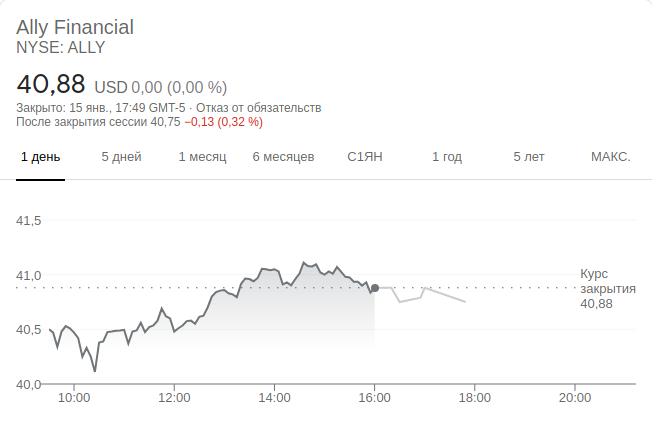 Ally Financial
NYSE: ALLY
40,88 USD 0,00 (0,00 %)
Закрыто: 15 янв., 17:49 GMT-5 · Отказ от обязательств
После закрытия сессии 40,75 −0,13 (0,32 %)
1 день 5 дней 1 месяц 6 месяцев С1ЯН 1 год 5 лет МАКС.
41,5
41,0
Курс
закрытия
40,88
40,5
40,0
10:00 12:00 14:00 16:00 18:00 20:00